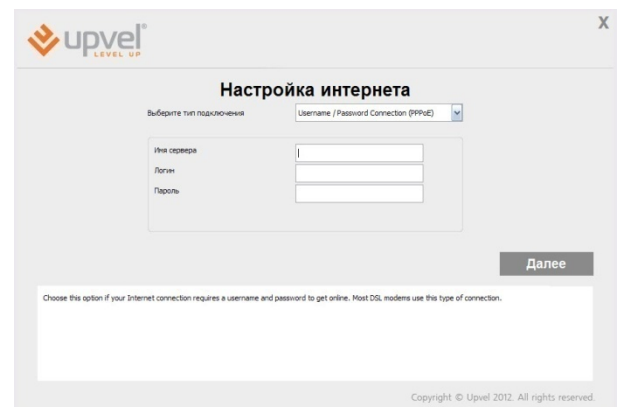 X
upvel®
LEVEL UP
Настройка интернета
Выберите тип подключения
Username / Password Connection (PPPoE)
Имя сервера
Логин
Пароль
Далее
Choose this option if your Internet connection requires a username and password to get online. Most DSL modems use this type of connection.
Copyright © Upvel 2012. All rights reserved.